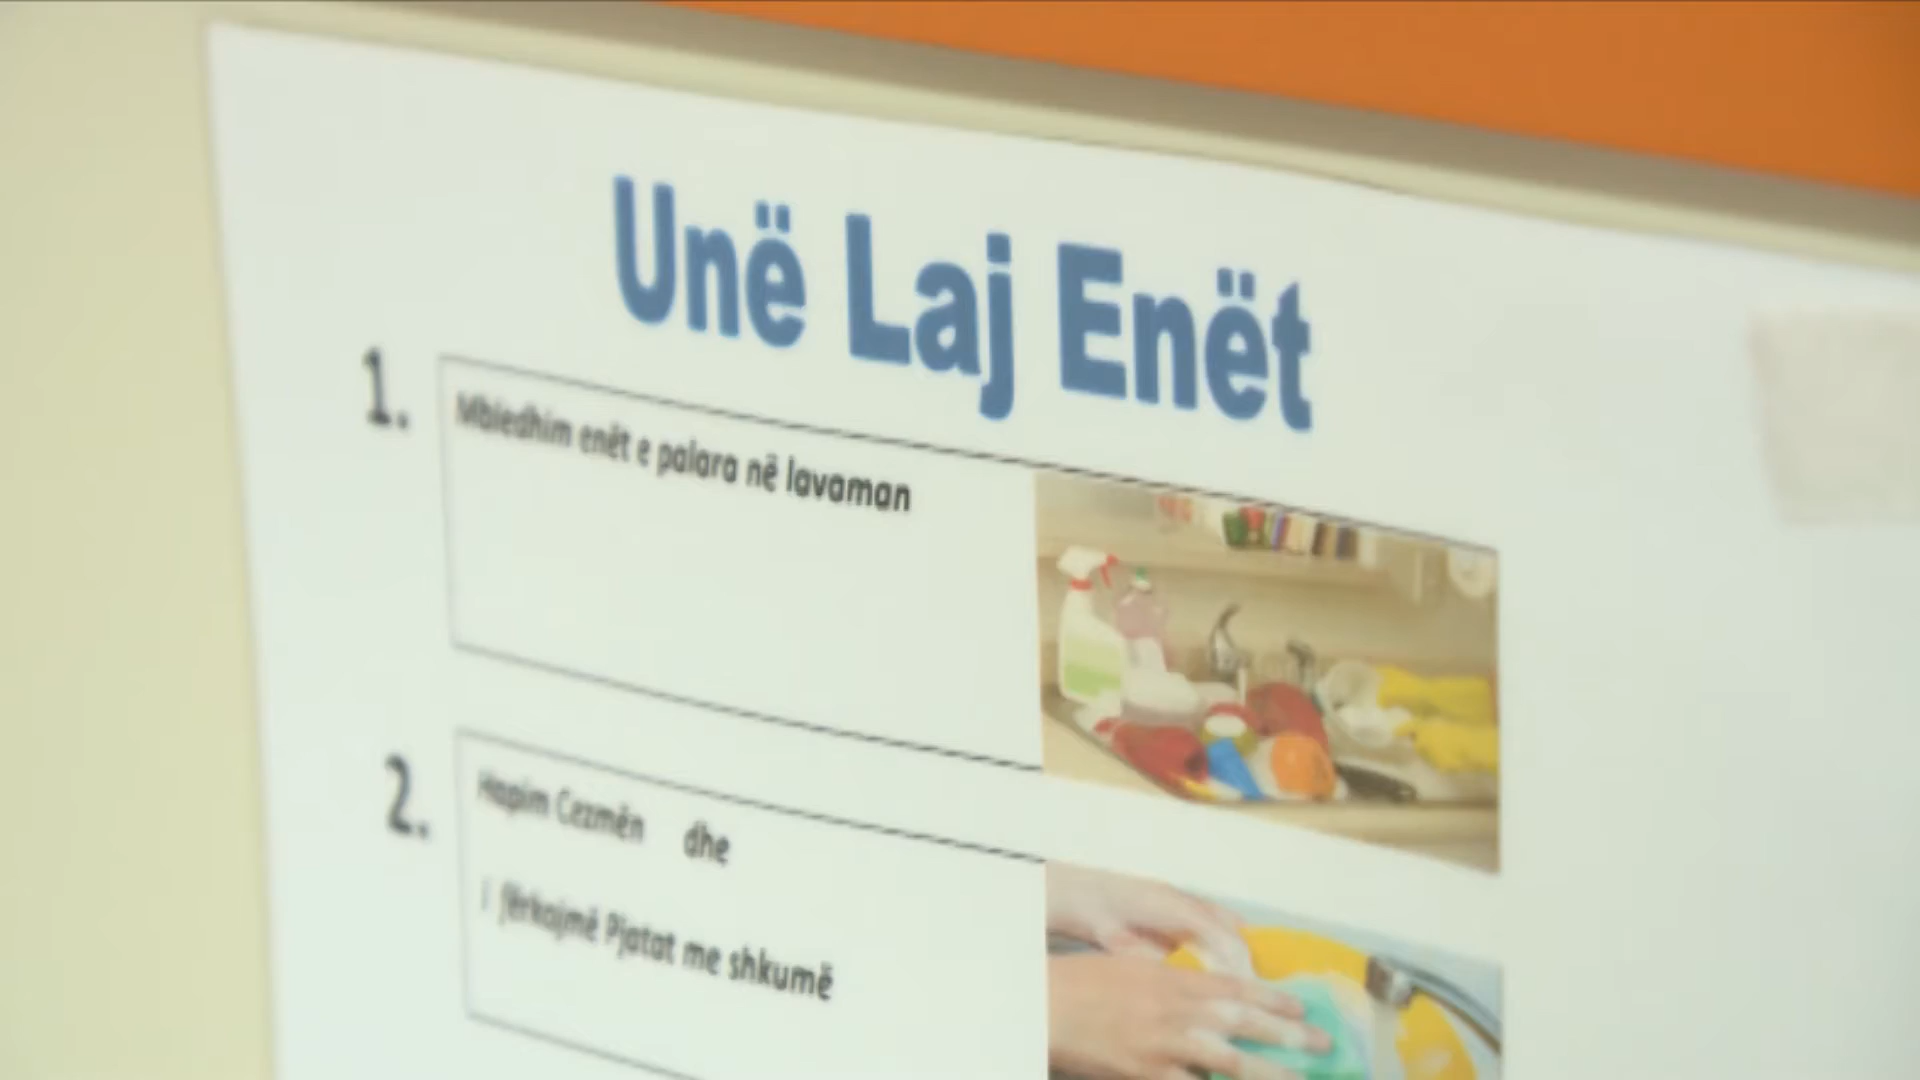 Unë Laj Enët
1.
Mbledhim enët e palara në lavaman
2.
Hapim Cezmën dhe
i fërkojmë Pjatat me shkumë